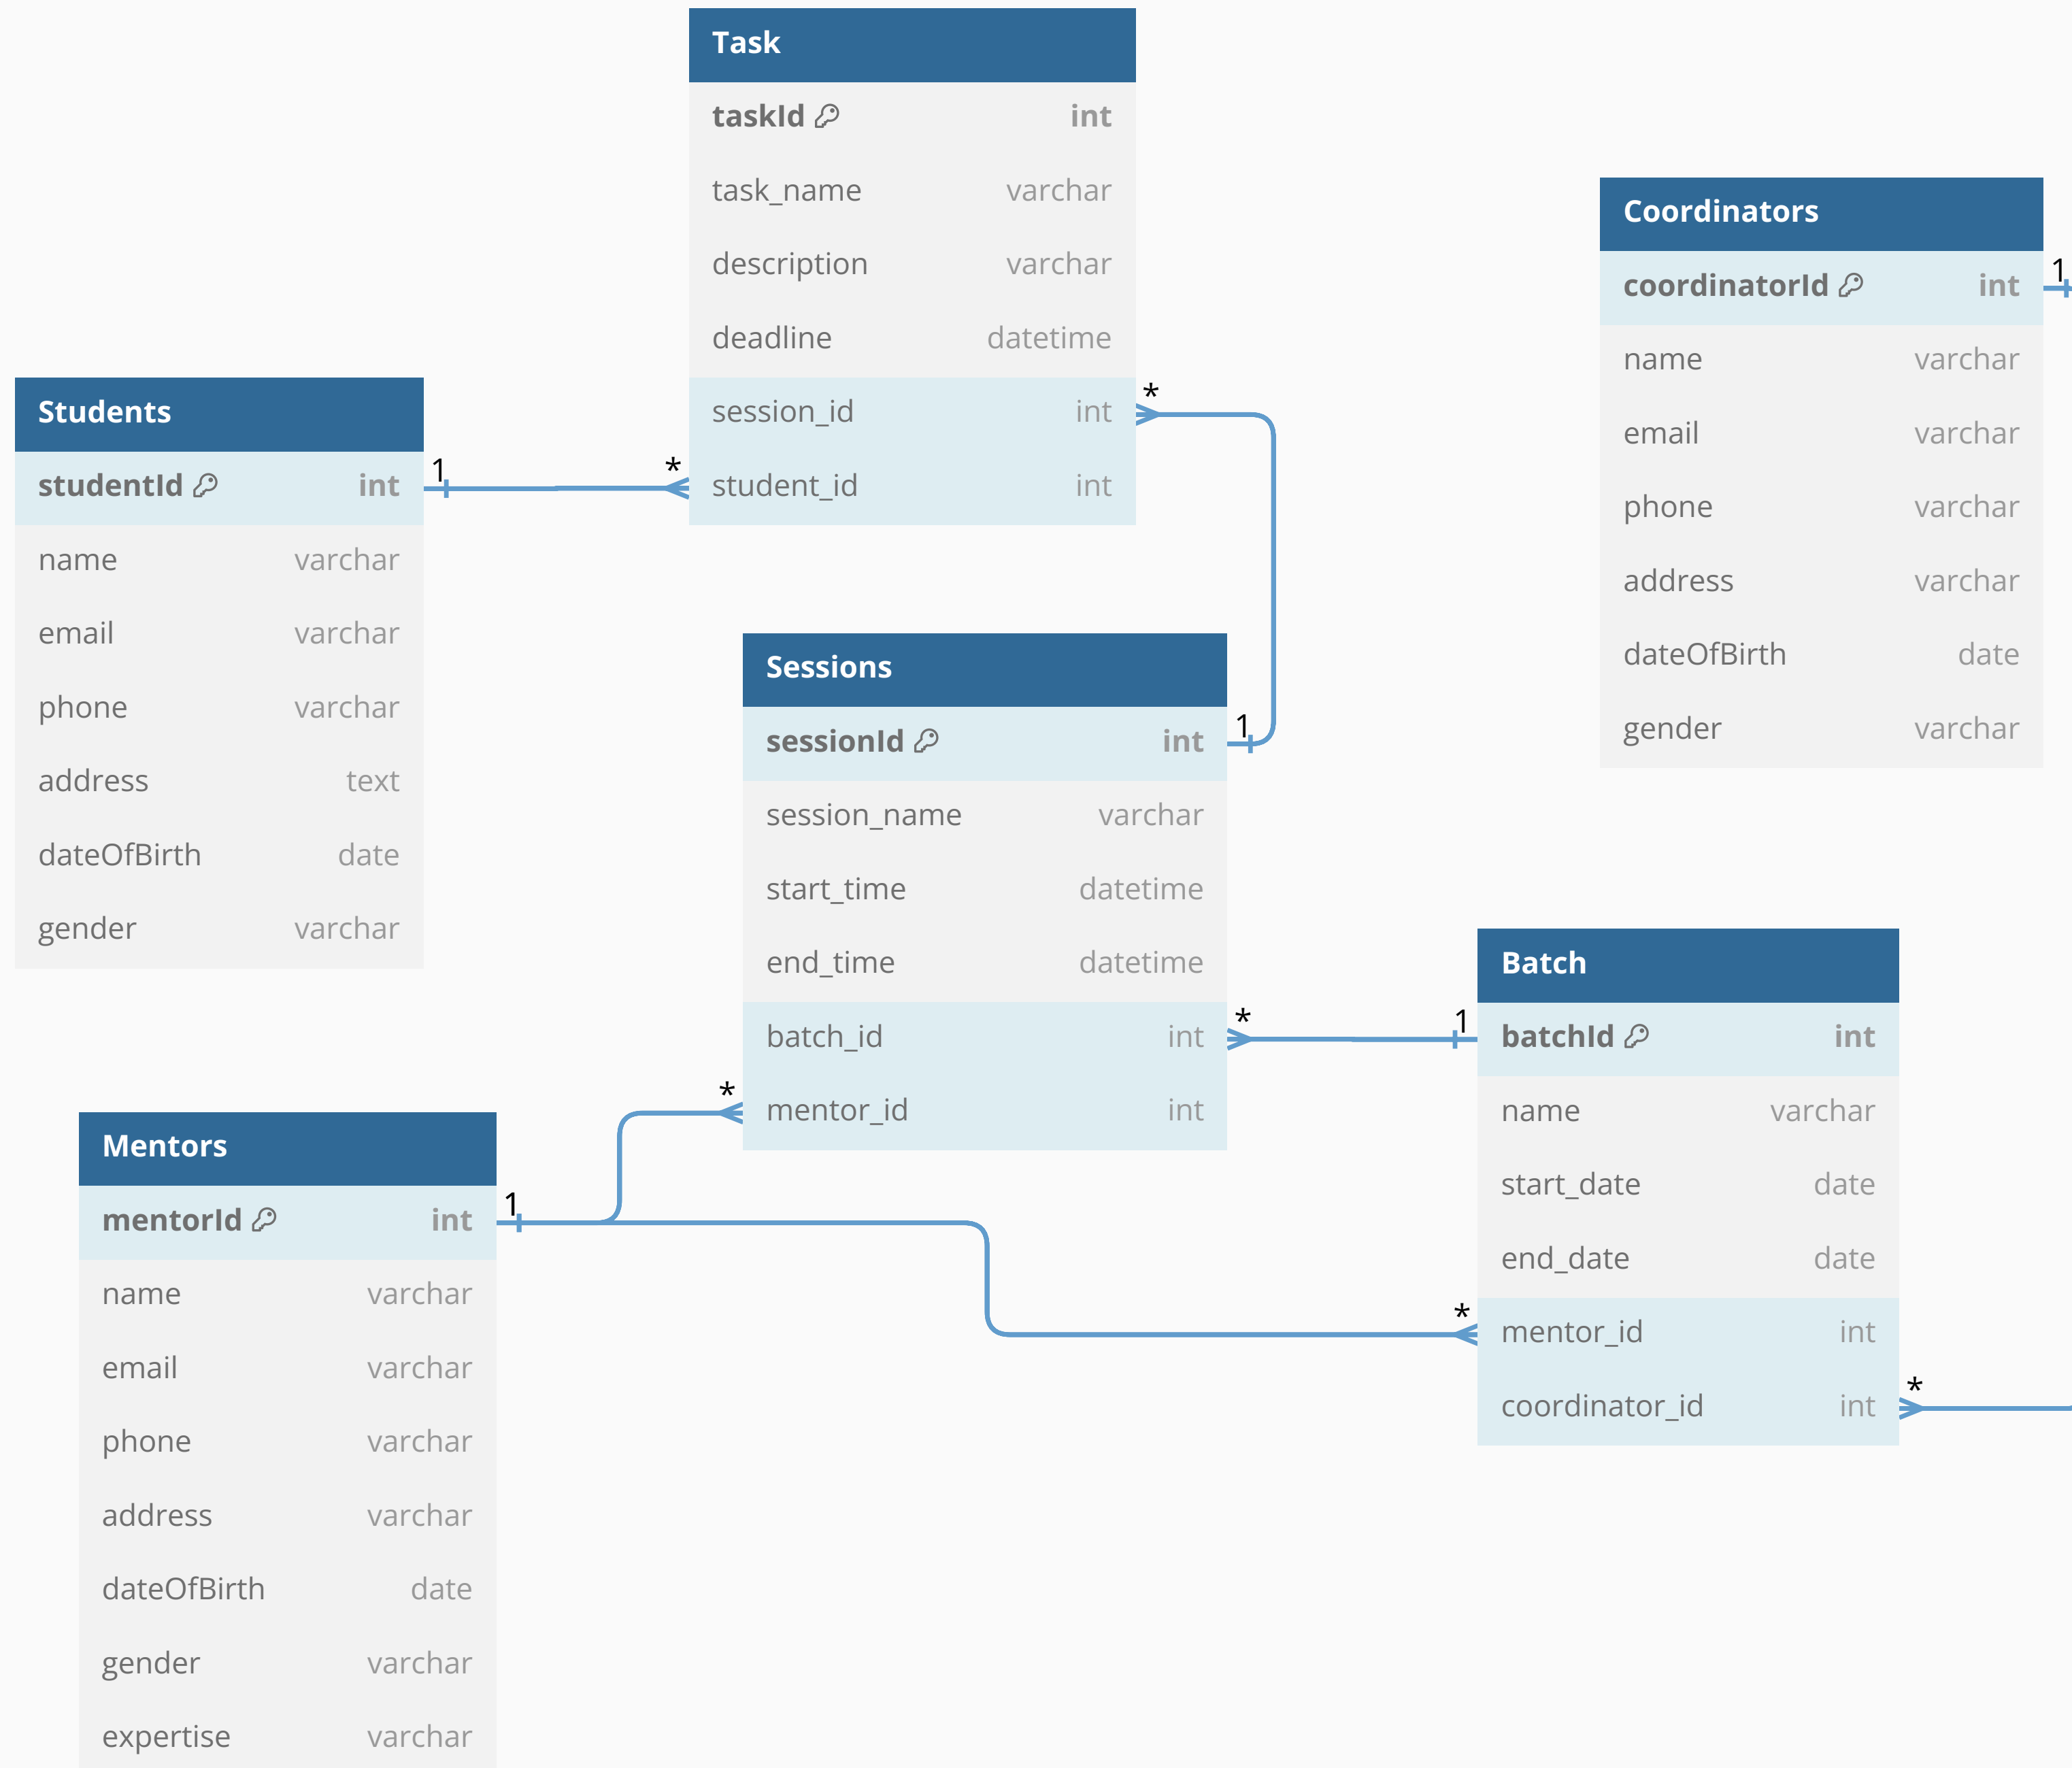 Task
taskId int
task_name varchar
description varchar
deadline datetime
session_id int
student_id int
*
*
Coordinators
coordinatorId int
1
name varchar
email varchar
phone varchar
address varchar
dateOfBirth date
gender varchar
Students
studentId int
1
name varchar
email varchar
phone varchar
address text
dateOfBirth date
gender varchar
Sessions
sessionId int
1
session_name varchar
start_time datetime
end_time datetime
batch_id int
*
mentor_id int
*
Batch
1
batchId int
name varchar
start_date date
end_date date
*
mentor_id int
coordinator_id int
*
Mentors
mentorId int
1
name varchar
email varchar
phone varchar
address varchar
dateOfBirth date
gender varchar
expertise varchar